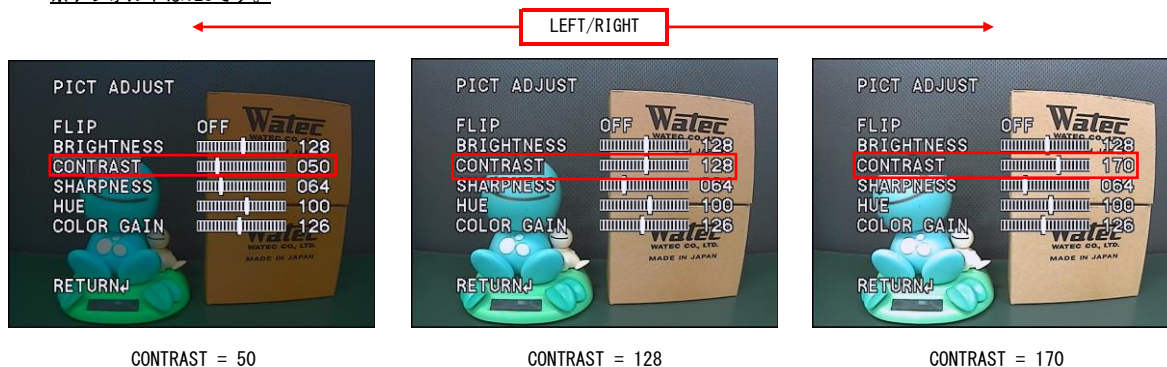 LEFT/RIGHT
PICT ADJUST
FLIP OFF
BRIGHTNESS 128
CONTRAST 050
SHARPNESS 064
HUE 100
COLOR GAIN 126
RETURN↲
Watec
WATEC CO., LTD.
MADE IN JAPAN
CONTRAST = 50
PICT ADJUST
FLIP OFF
BRIGHTNESS 128
CONTRAST 128
SHARPNESS 064
HUE 100
COLOR GAIN 126
RETURN↲
Watec
WATEC CO., LTD.
MADE IN JAPAN
CONTRAST = 128
PICT ADJUST
FLIP OFF
BRIGHTNESS 128
CONTRAST 170
SHARPNESS 064
HUE 100
COLOR GAIN 126
RETURN↲
Watec
WATEC CO., LTD.
MADE IN JAPAN
CONTRAST = 170